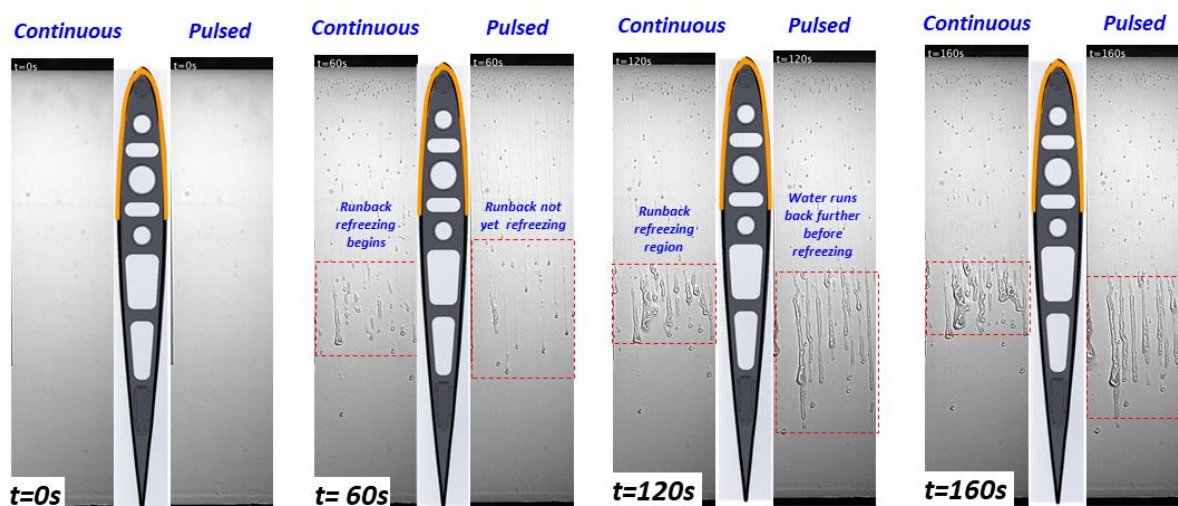 Continuous Pulsed
t=0s t=0s
t=0s
Continuous Pulsed
t=60s t=60s
Runback
refreezing
begins
Runback not
yet refreezing
t= 60s
Continuous Pulsed
t=120s t=120s
Runback
refreezing
region
Water runs
back further
before
refreezing
t=120s
Continuous Pulsed
t=160s t=160s
t=160s